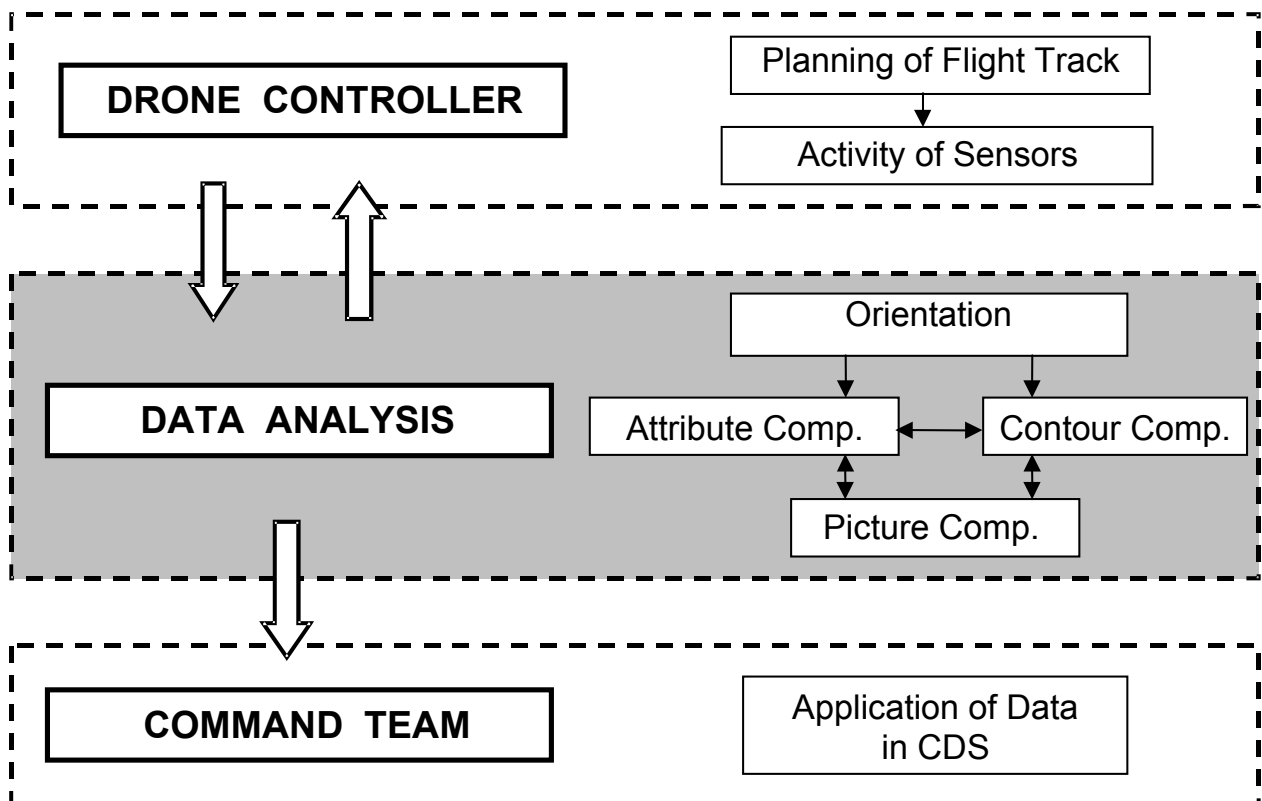 DRONE CONTROLLER
Planning of Flight Track
Activity of Sensors
DATA ANALYSIS
Orientation
Attribute Comp.
Contour Comp.
Picture Comp.
COMMAND TEAM
Application of Data
in CDS